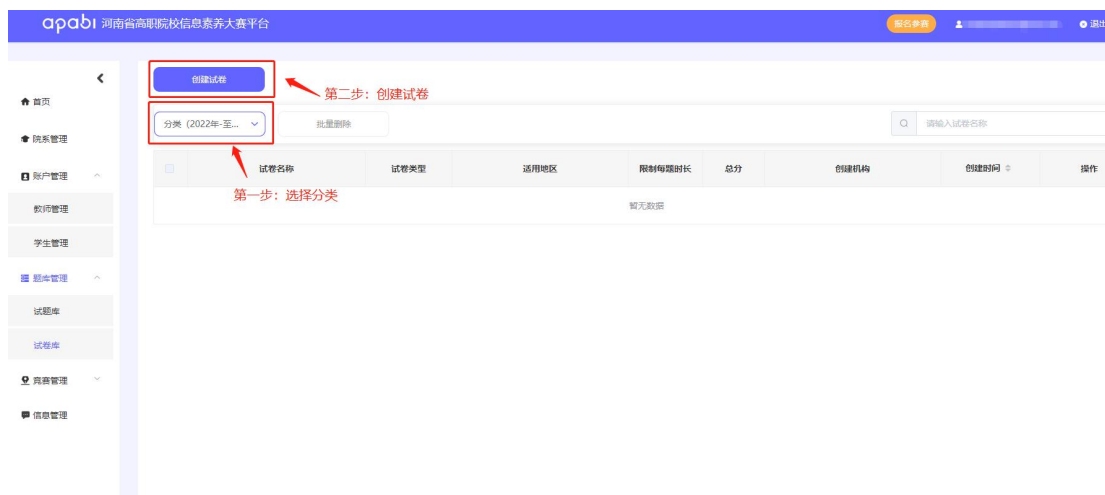 apabi 河南省高职院校信息素养大赛平台
报名参赛
退出
首页
院系管理
账户管理
教师管理
学生管理
题库管理
试题库
试卷库
竞赛管理
信息管理
创建试卷
第二步：创建试卷
分类（2022年-至...
批量删除
请输入试卷名称
试卷名称 试卷类型 适用地区 限制每题时长 总分 创建机构 创建时间 操作
第一步：选择分类
暂无数据